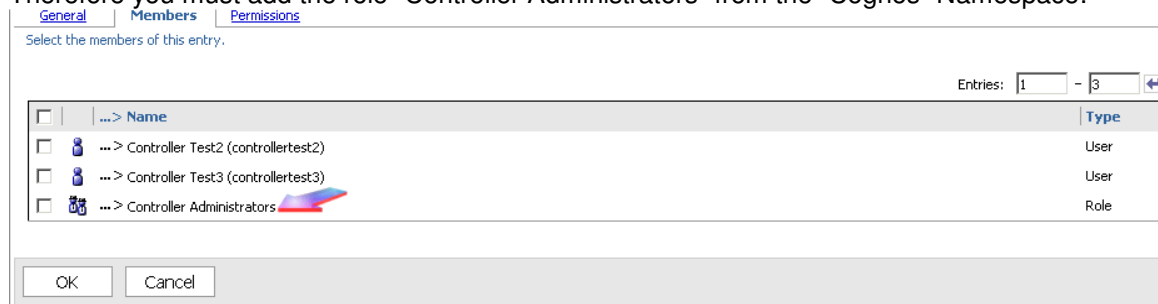 Therefore you must add the role "Controller Administrators" from the "Cognos" Namespace.
General Members Permissions
Select the members of this entry.
Entries: 1 - 3
...> Name Type
...> Controller Test2 (controllertest2) User
...> Controller Test3 (controllertest3) User
...> Controller Administrators Role
OK Cancel